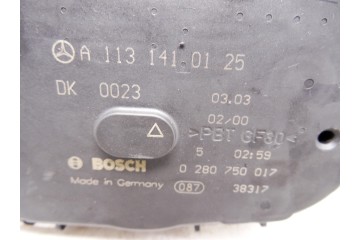 A 113 141 01 25
DK 0023
03.03
02/00
>PBT GF30<
5 02:59
BOSCH 0 280 750 017
Made in Germany 087 38317